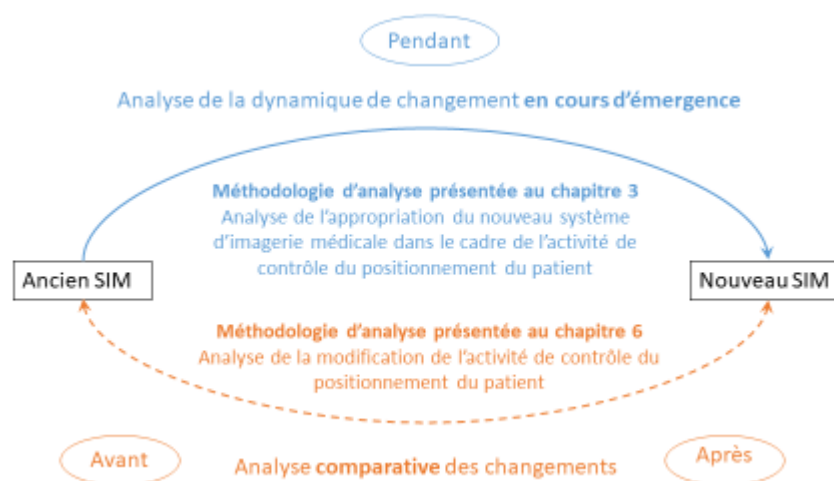 Pendant
Analyse de la dynamique de changement en cours d'émergence
Méthodologie d'analyse présentée au chapitre 3
Analyse de l'appropriation du nouveau système
d'imagerie médicale dans le cadre de l'activité de
contrôle du positionnement du patient
Ancien SIM
Nouveau SIM
Méthodologie d'analyse présentée au chapitre 6
Analyse de la modification de l'activité de contrôle du
positionnement du patient
Avant
Analyse comparative des changements
Après